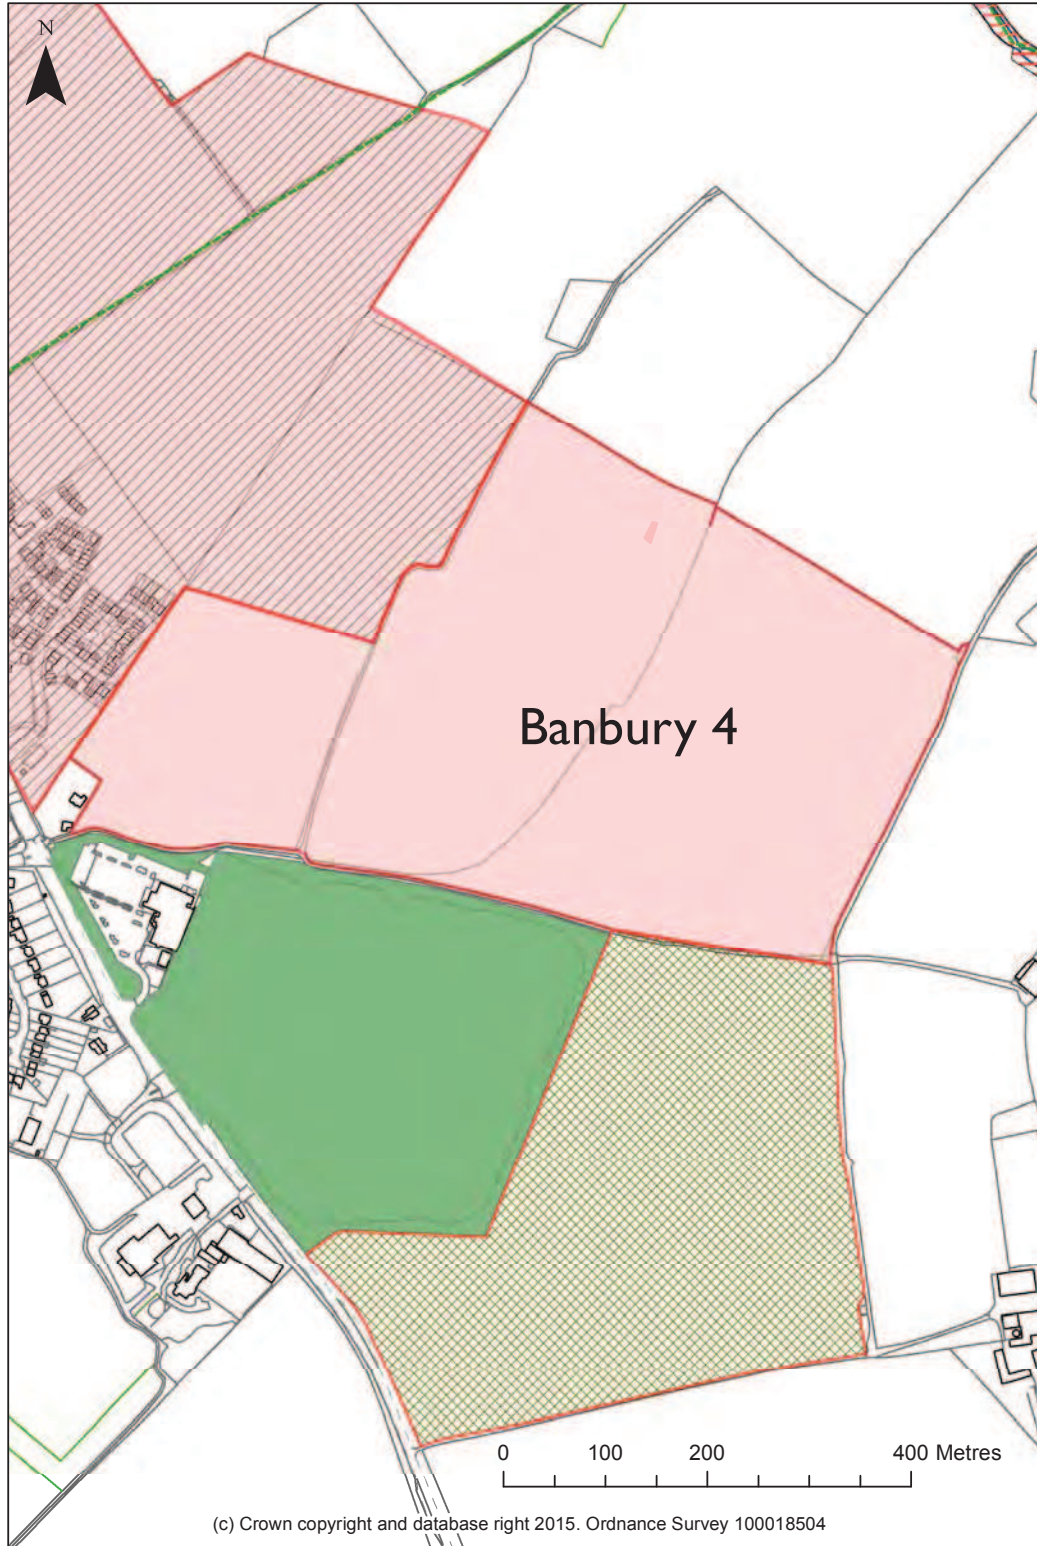 N
Banbury 4
0 100 200 400 Metres
(c) Crown copyright and database right 2015. Ordnance Survey 100018504